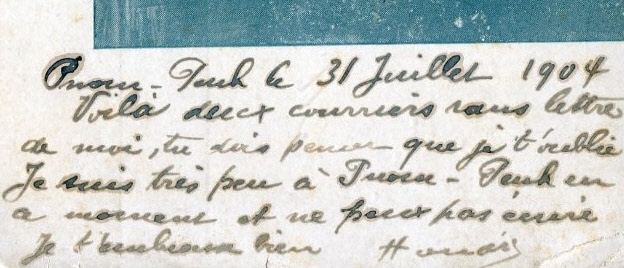 Pnom-Penh le 31 Juillet 1904
Voilà deux courriers sans lettre
de moi, tu dois penser que je t'oublie
Je suis très peu à Pnom-Penh en
ce moment et ne peux pas écrire
Je t'embrasse bien